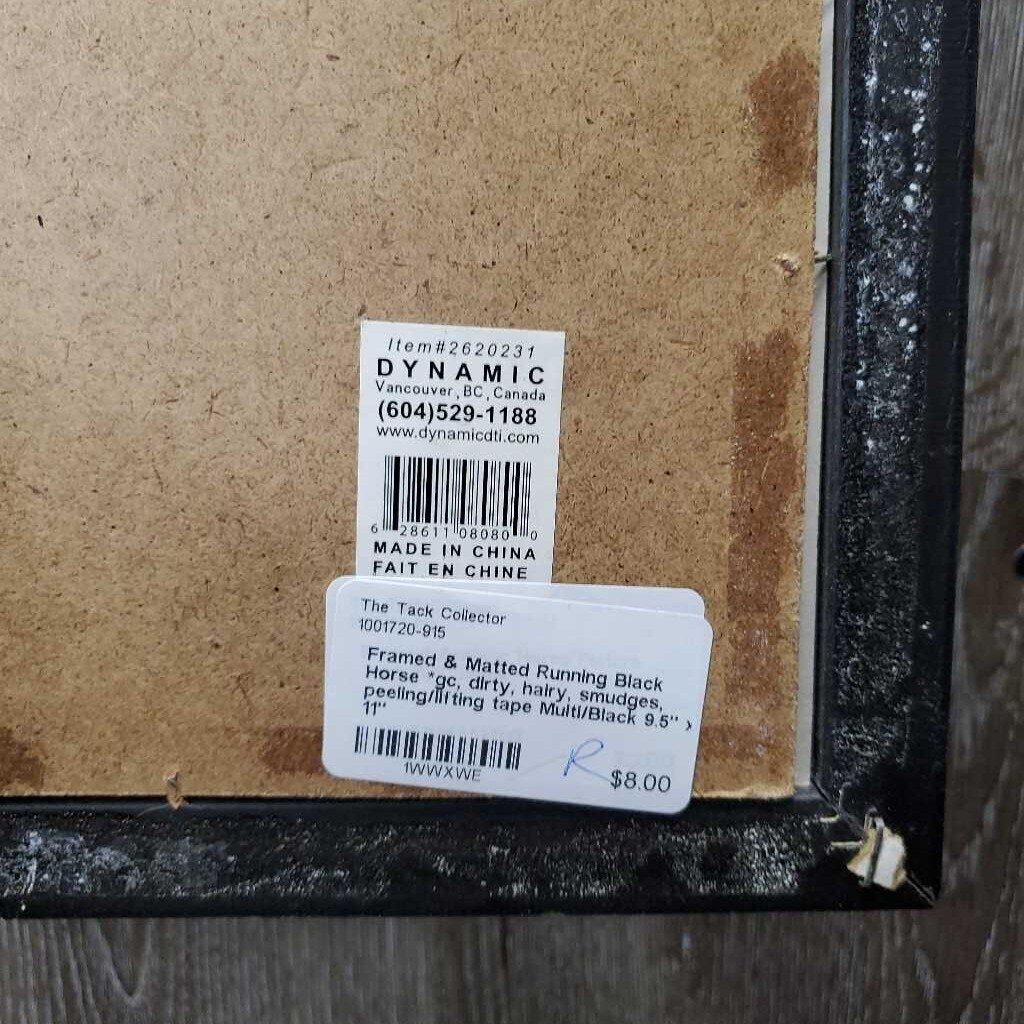 Item#2620231
DYNAMIC
Vancouver, BC, Canada
(604)529-1188
www.dynamicdti.com
6 28611 08080 0
MADE IN CHINA
FAIT EN CHINE
The Tack Collector
1001720-915
Framed & Matted Running Black
Horse *gc, dirty, hairy, smudges,
peeling/lifting tape Multi/Black 9.5" x
11"
1WWXWE
R
$8.00